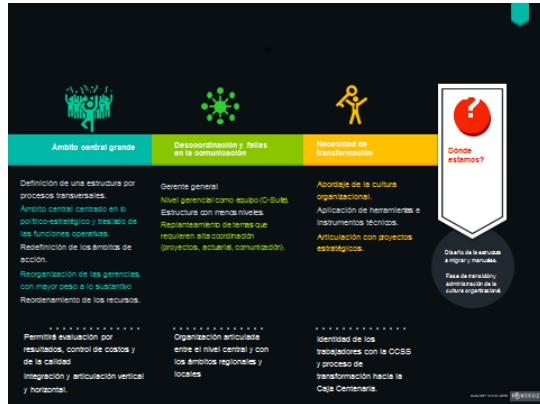 Ámbito central grande
Descoordinación y fallas
en la comunicación
Necesidad de
transformación
Dónde
estamos?
Definición de una estructura por
procesos transversales.
Ámbito central centrado en lo
político-estratégico y traslado de
las funciones operativas.
Redefinición de los ámbitos de
acción.
Reorganización de las gerencias,
con mayor peso a lo sustantivo
Reordenamiento de los recursos.
Gerente general
Nivel gerencial como equipo (C-Suite).
Estructura con menos niveles.
Replanteamiento de temas que
requieren alta coordinación
(proyectos, actuarial, comunicación).
Abordaje de la cultura
organizacional.
Aplicación de herramientas e
instrumentos técnicos.
Articulación con proyectos
estratégicos.
Diseño de la estructura
a migrar y manuales.
Fase de transición y
administración de la
cultura organizacional.
Permitirá evaluación por
resultados, control de costos y
de la calidad
Integración y articulación vertical
y horizontal.
Organización articulada
entre el nivel central y con
los ámbitos regionales y
locales
Identidad de los
trabajadores con la CCSS
y proceso de
transformación hacia la
Caja Centenaria.